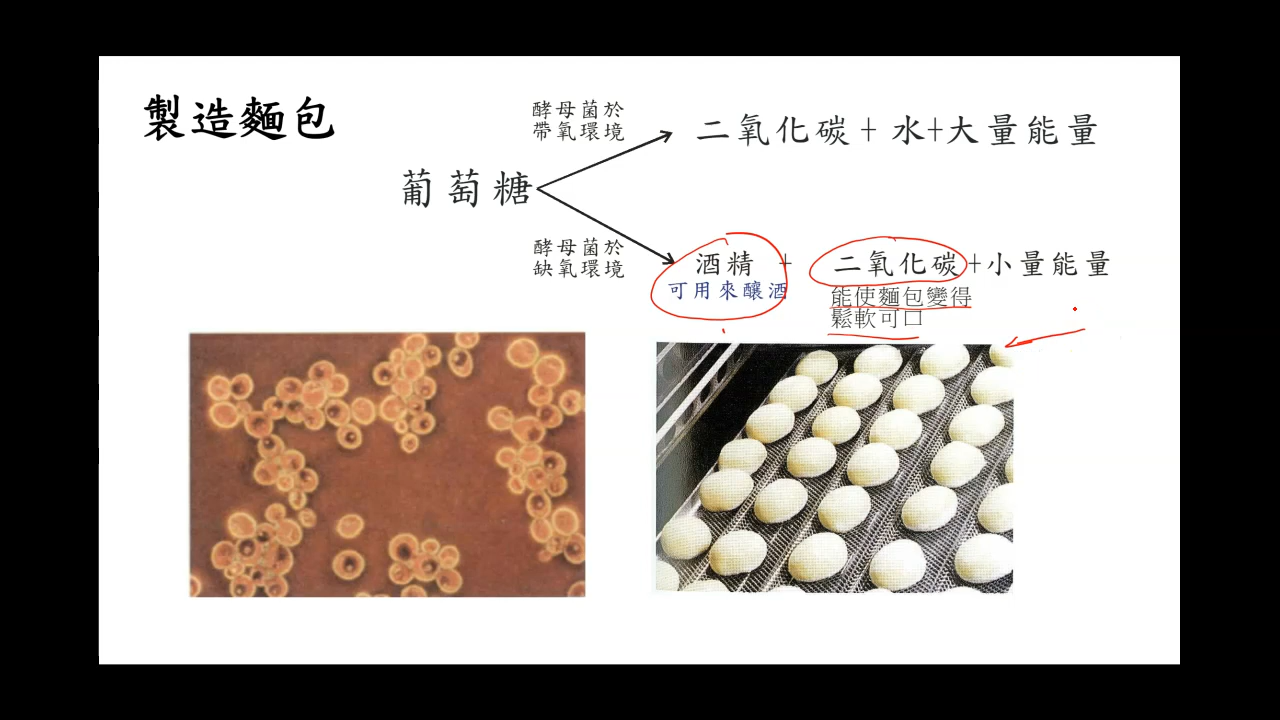 製造麵包
酵母菌於
帶氧環境
二氧化碳+ 水+大量能量
葡萄糖
酵母菌於
缺氧環境
酒精 + 二氧化碳+小量能量
可用來釀酒
能使麵包變得
鬆軟可口